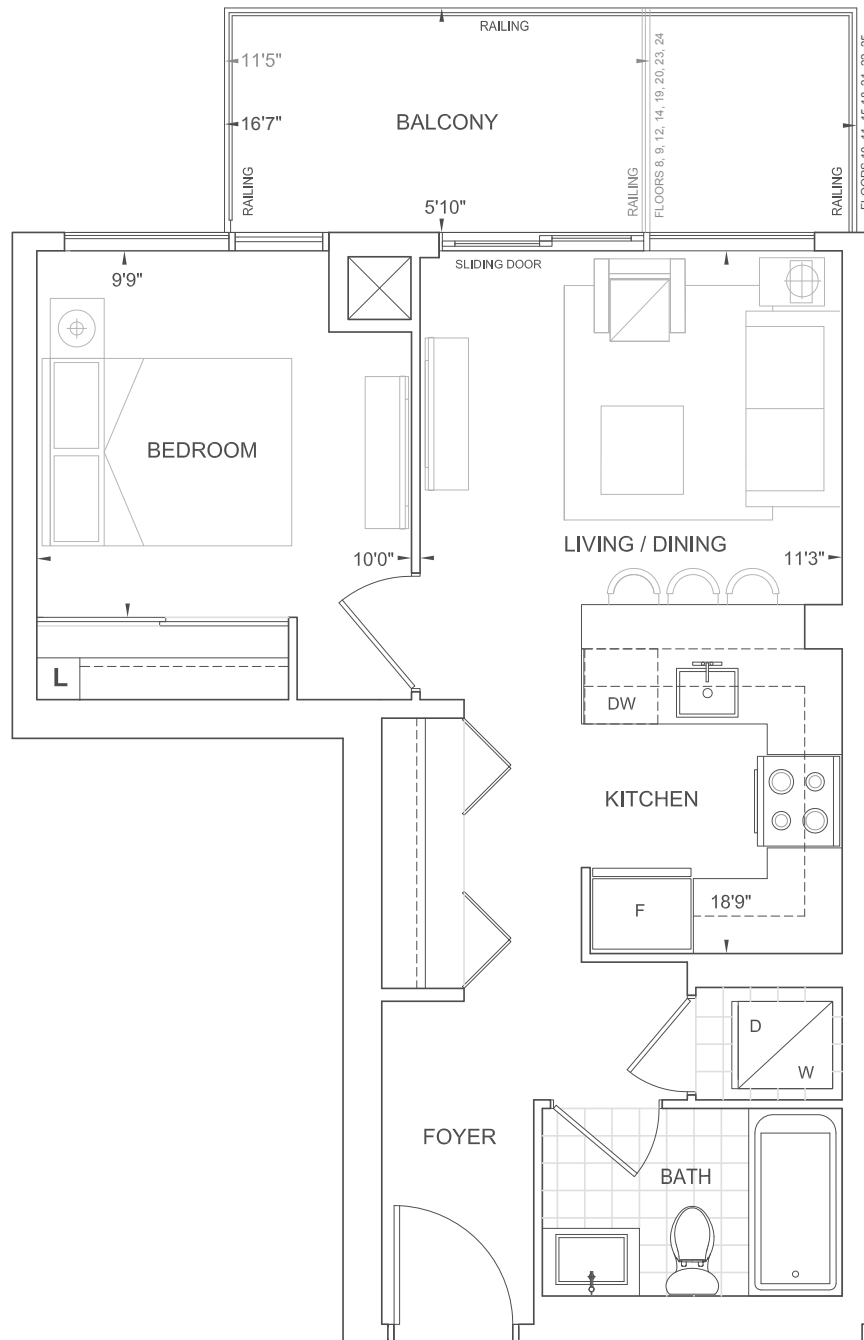 RAILING
11'5"
16'7"
BALCONY
RAILING
RAILING
FLOORS 8, 9, 12, 14, 19, 20, 23, 24
RAILING
5'10"
SLIDING DOOR
9'9"
BEDROOM
10'0"
LIVING / DINING
11'3"
L
DW
KITCHEN
F
18'9"
D
W
FOYER
BATH